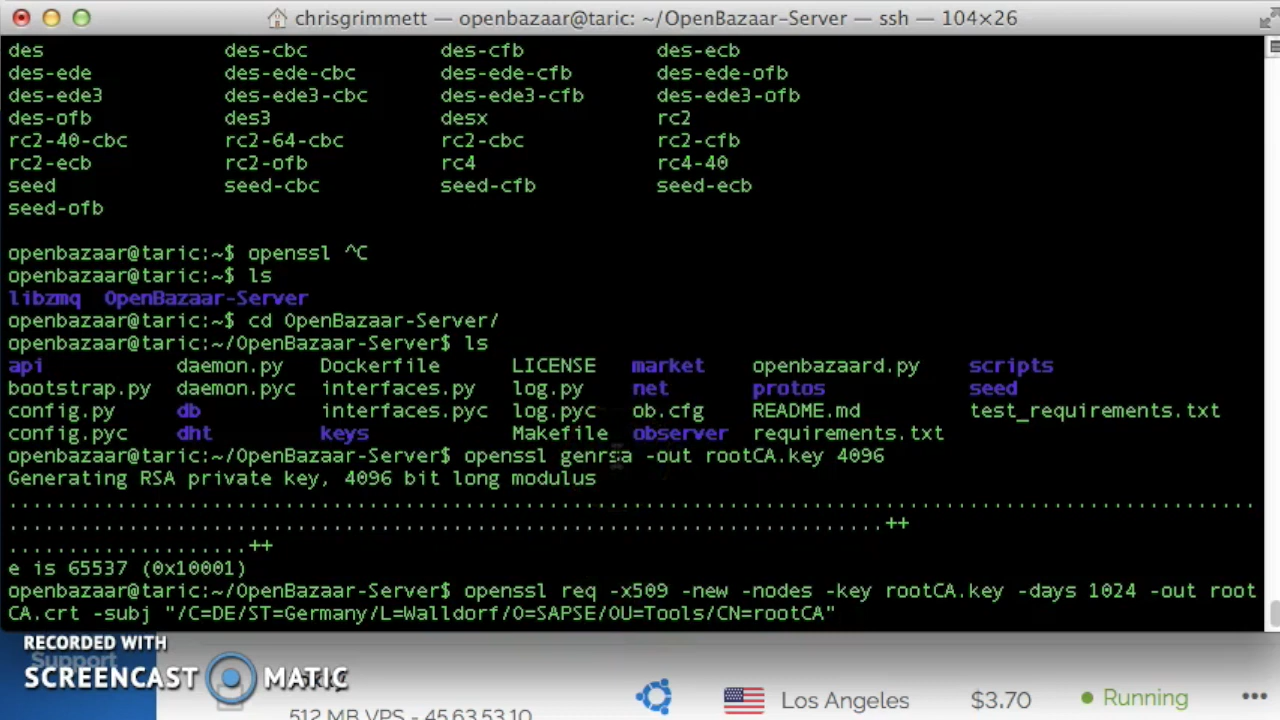 chrisgrimmett — openbazaar@taric: ~/OpenBazaar-Server — ssh — 104×26
des des-cbc des-cfb des-ecb
des-ede des-ede-cbc des-ede-cfb des-ede-ofb
des-ede3 des-ede3-cbc des-ede3-cfb des-ede3-ofb
des-ofb des3 desx rc2
rc2-40-cbc rc2-64-cbc rc2-cbc rc2-cfb
rc2-ecb rc2-ofb rc4 rc4-40
seed seed-cbc seed-cfb seed-ecb
seed-ofb
openbazaar@taric:~$ openssl ^C
openbazaar@taric:~$ ls
libzmq OpenBazaar-Server
openbazaar@taric:~$ cd OpenBazaar-Server/
openbazaar@taric:~/OpenBazaar-Server$ ls
api daemon.py Dockerfile LICENSE market openbazaard.py scripts
bootstrap.py daemon.pyc interfaces.py log.py net protos seed
config.py db interfaces.pyc log.pyc ob.cfg README.md test_requirements.txt
config.pyc dht keys Makefile observer requirements.txt
openbazaar@taric:~/OpenBazaar-Server$ openssl genrsa -out rootCA.key 4096
Generating RSA private key, 4096 bit long modulus
........................................................................................................
.........................................................................++
....................++
e is 65537 (0x10001)
openbazaar@taric:~/OpenBazaar-Server$ openssl req -x509 -new -nodes -key rootCA.key -days 1024 -out root
CA.crt -subj "/C=DE/ST=Germany/L=Walldorf/O=SAPSE/OU=Tools/CN=rootCA"
RECORDED WITH
SCREENCAST MATIC
Support
512 MB VPS - 45.63.53.10
Los Angeles $3.70 Running •••